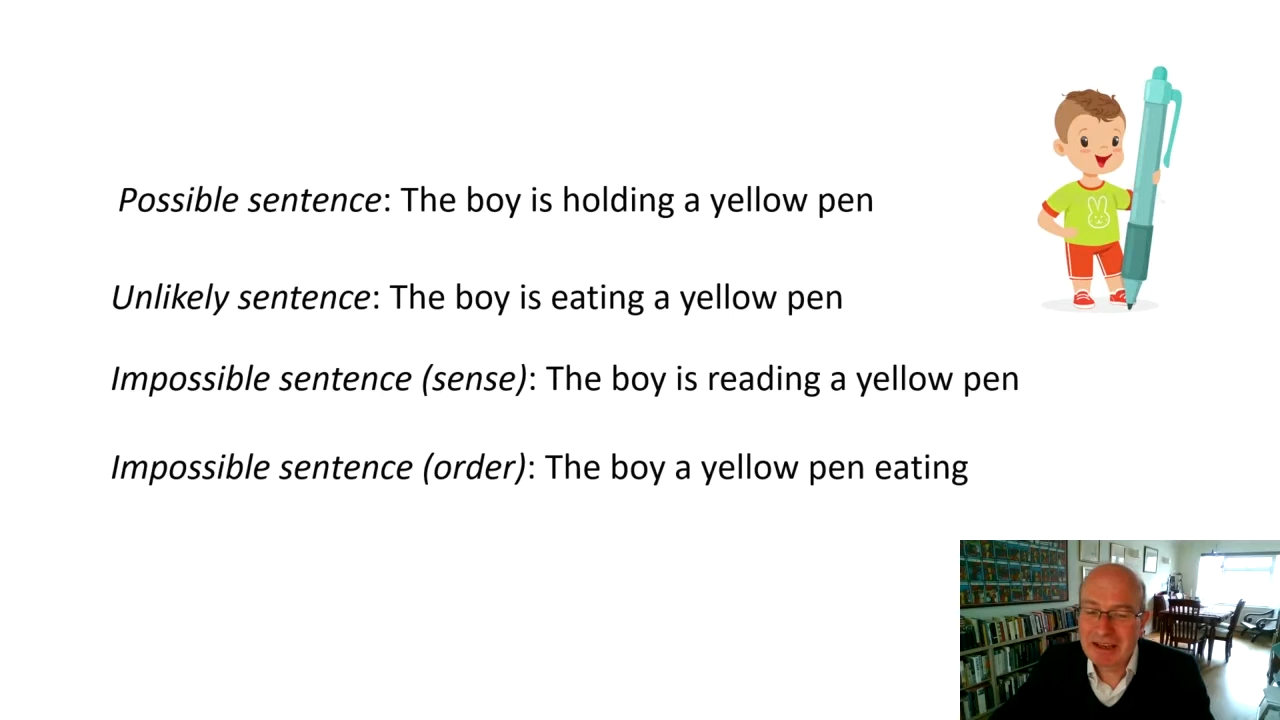 Possible sentence: The boy is holding a yellow pen
Unlikely sentence: The boy is eating a yellow pen
Impossible sentence (sense): The boy is reading a yellow pen
Impossible sentence (order): The boy a yellow pen eating